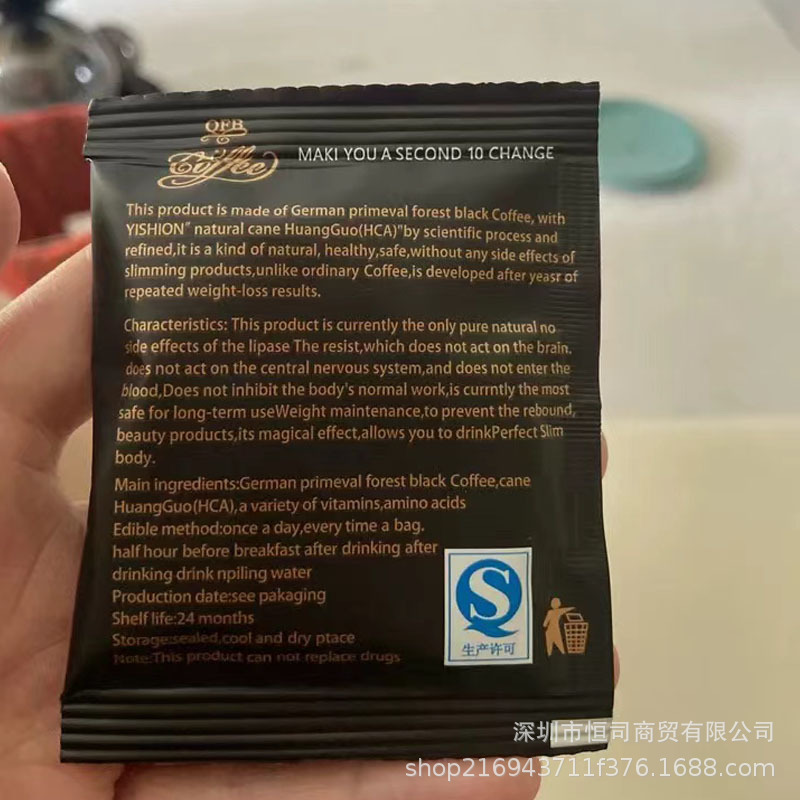 QFB
Coffee
MAKI YOU A SECOND 10 CHANGE
This product is made of German primeval forest black Coffee, with
YISHION" natural cane HuangGuo(HCA)"by scientific process and
refined,it is a kind of natural, healthy,safe,without any side effects of
slimming products,unlike ordinary Coffee,is developed after yeasr of
repeated weight-loss results.
Characteristics: This product is currently the only pure natural no
side effects of the lipase The resist,which does not act on the brain.
does not act on the central nervous system,and does not enter the
blood,Does not inhibit the body's normal work,is currntly the most
safe for long-term useWeight maintenance,to prevent the rebound,
beauty products,its magical effect,allows you to drinkPerfect Slim
body.
Main ingredients:German primeval forest black Coffee,cane
HuangGuo(HCA),a variety of vitamins,amino acids
Edible method:once a day,every time a bag.
half hour before breakfast after drinking after
drinking drink npiling water
Production date:see pakaging
Shelf life:24 months
Storage:sealed,cool and dry ptace
Note:This product can not replace drugs
生产许可
深圳市恒司商贸有限公司
shop216943711f376.1688.com